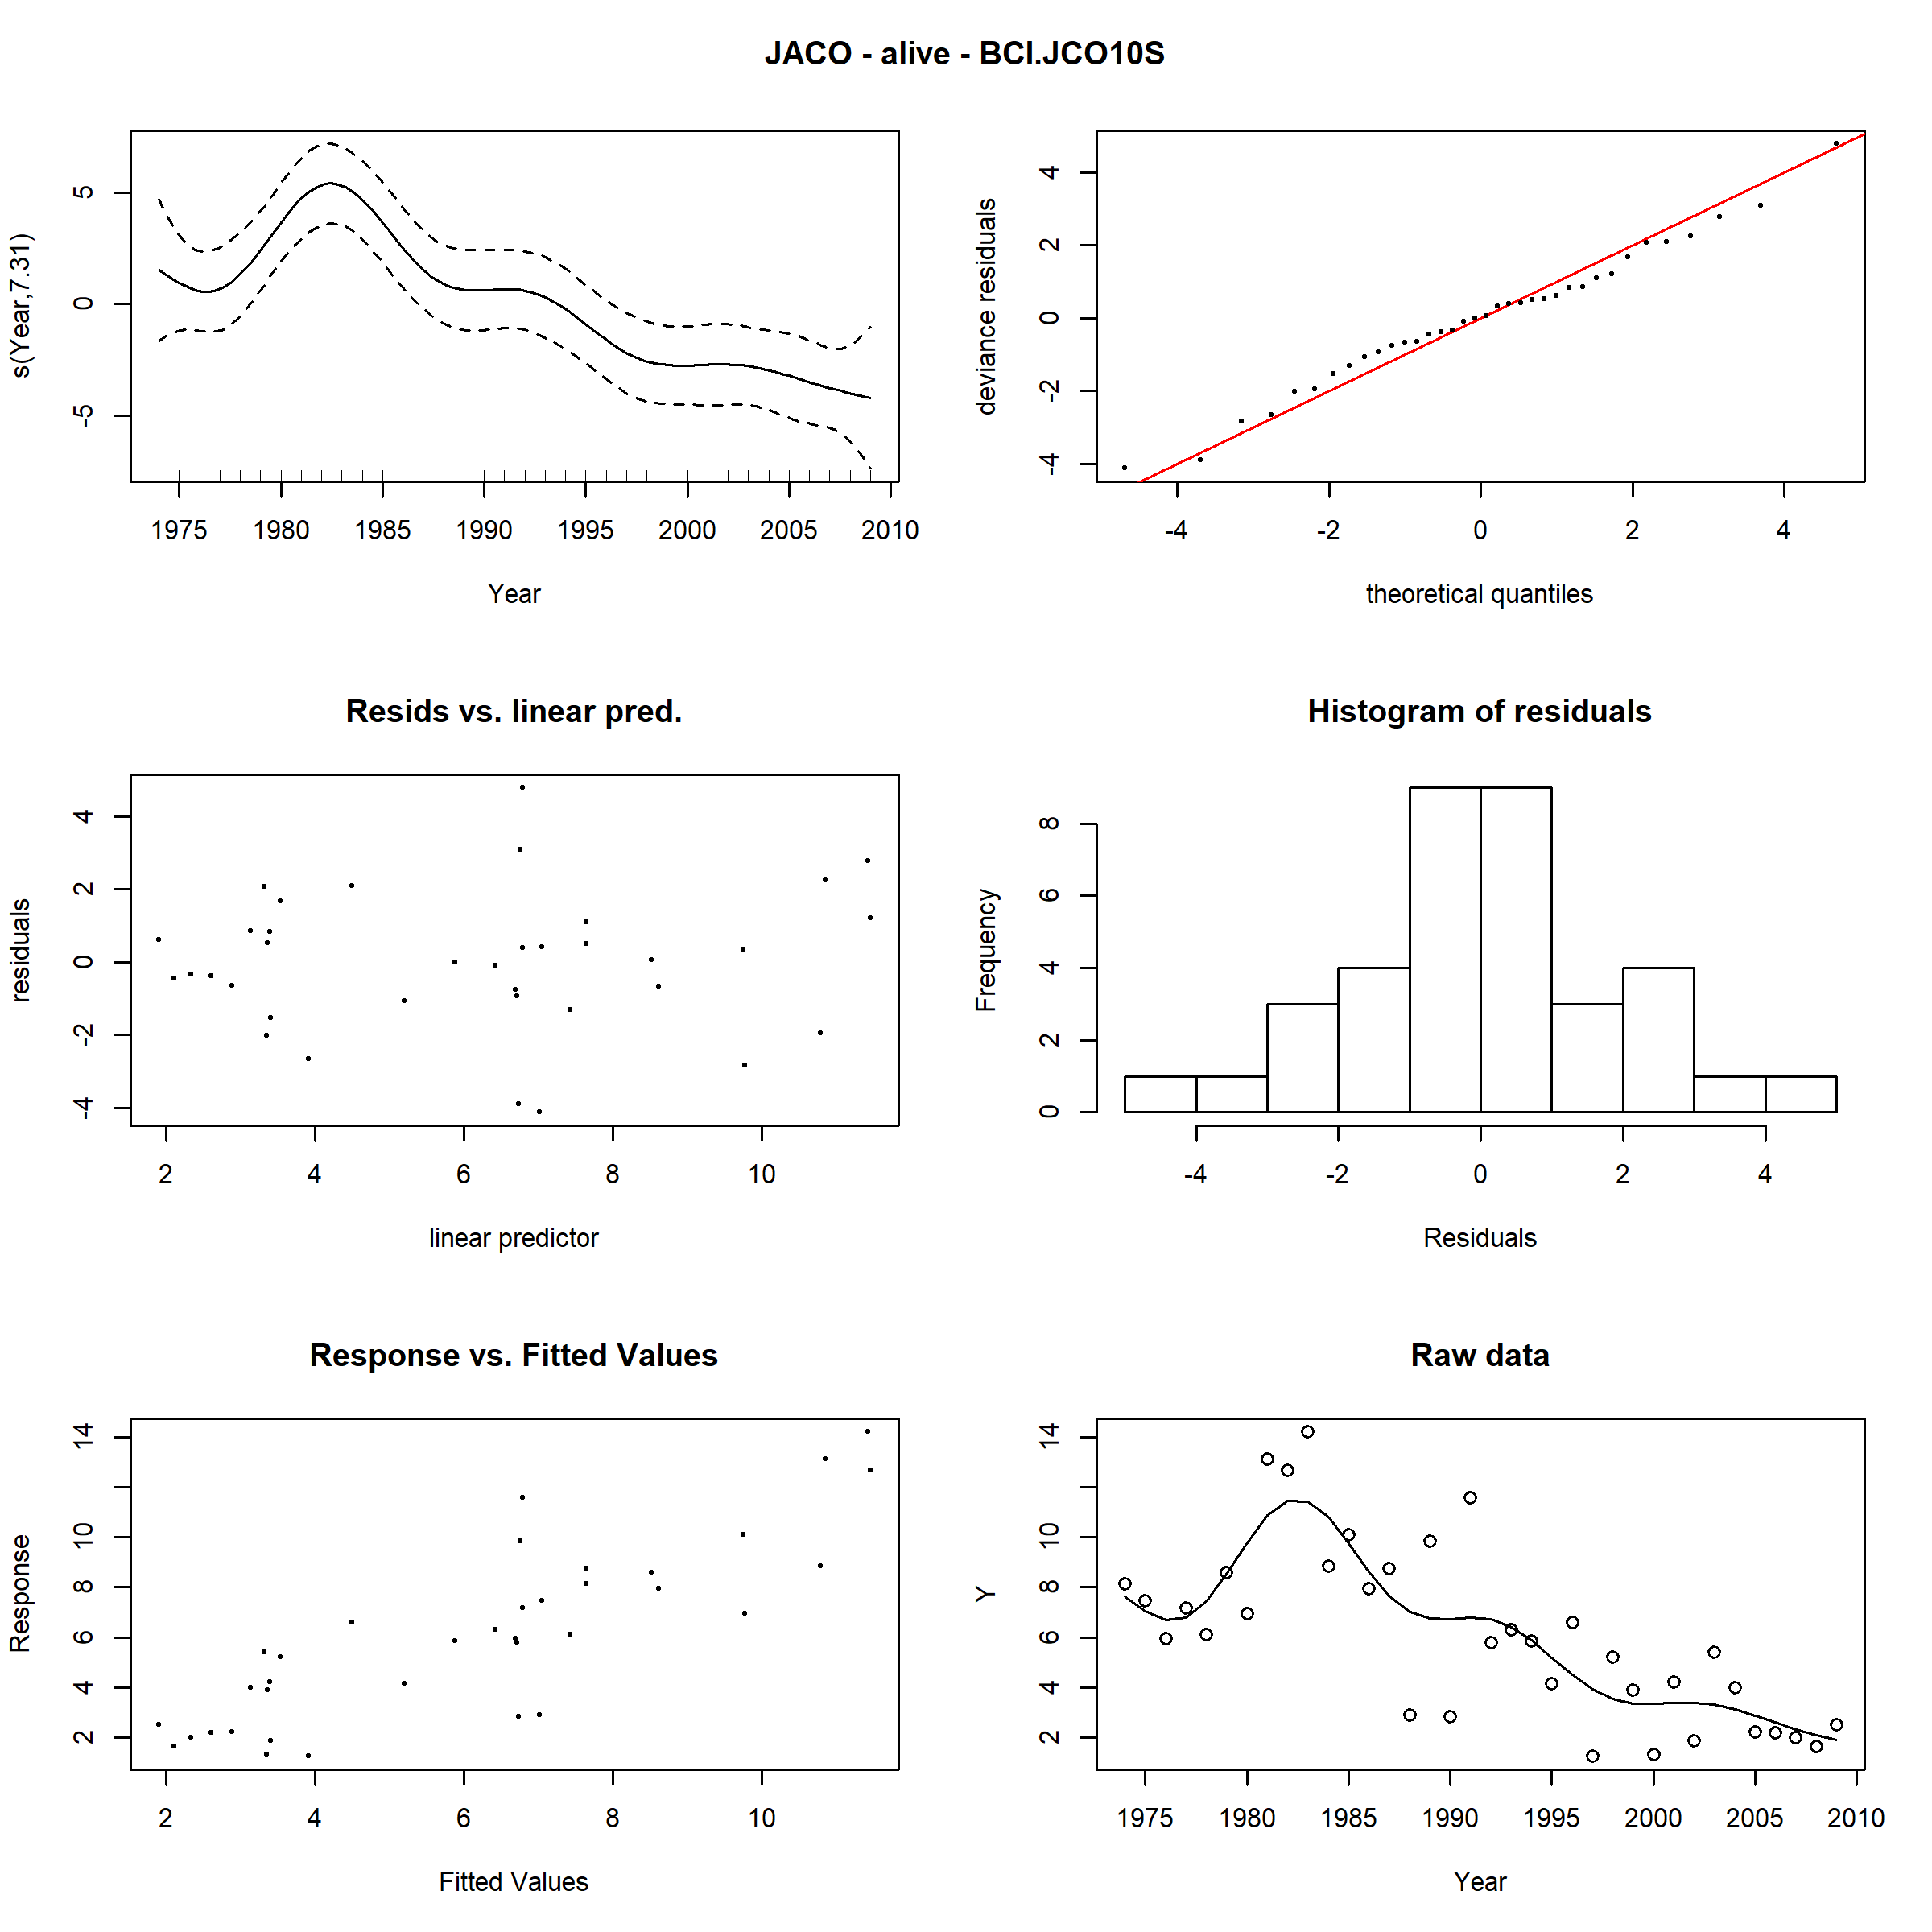 JACO - alive - BCI.JCO10S
s(Year,7.31)
5
0
-5
1975 1980 1985 1990 1995 2000 2005 2010
Year
deviance residuals
4
2
0
-2
-4
-4 -2 0 2 4
theoretical quantiles
Resids vs. linear pred.
residuals
4
2
0
-2
-4
2 4 6 8 10
linear predictor
Histogram of residuals
Frequency
8
6
4
2
0
-4 -2 0 2 4
Residuals
Response vs. Fitted Values
Response
14
10
8
6
4
2
2 4 6 8 10
Fitted Values
Raw data
Y
14
10
8
6
4
2
1975 1980 1985 1990 1995 2000 2005 2010
Year